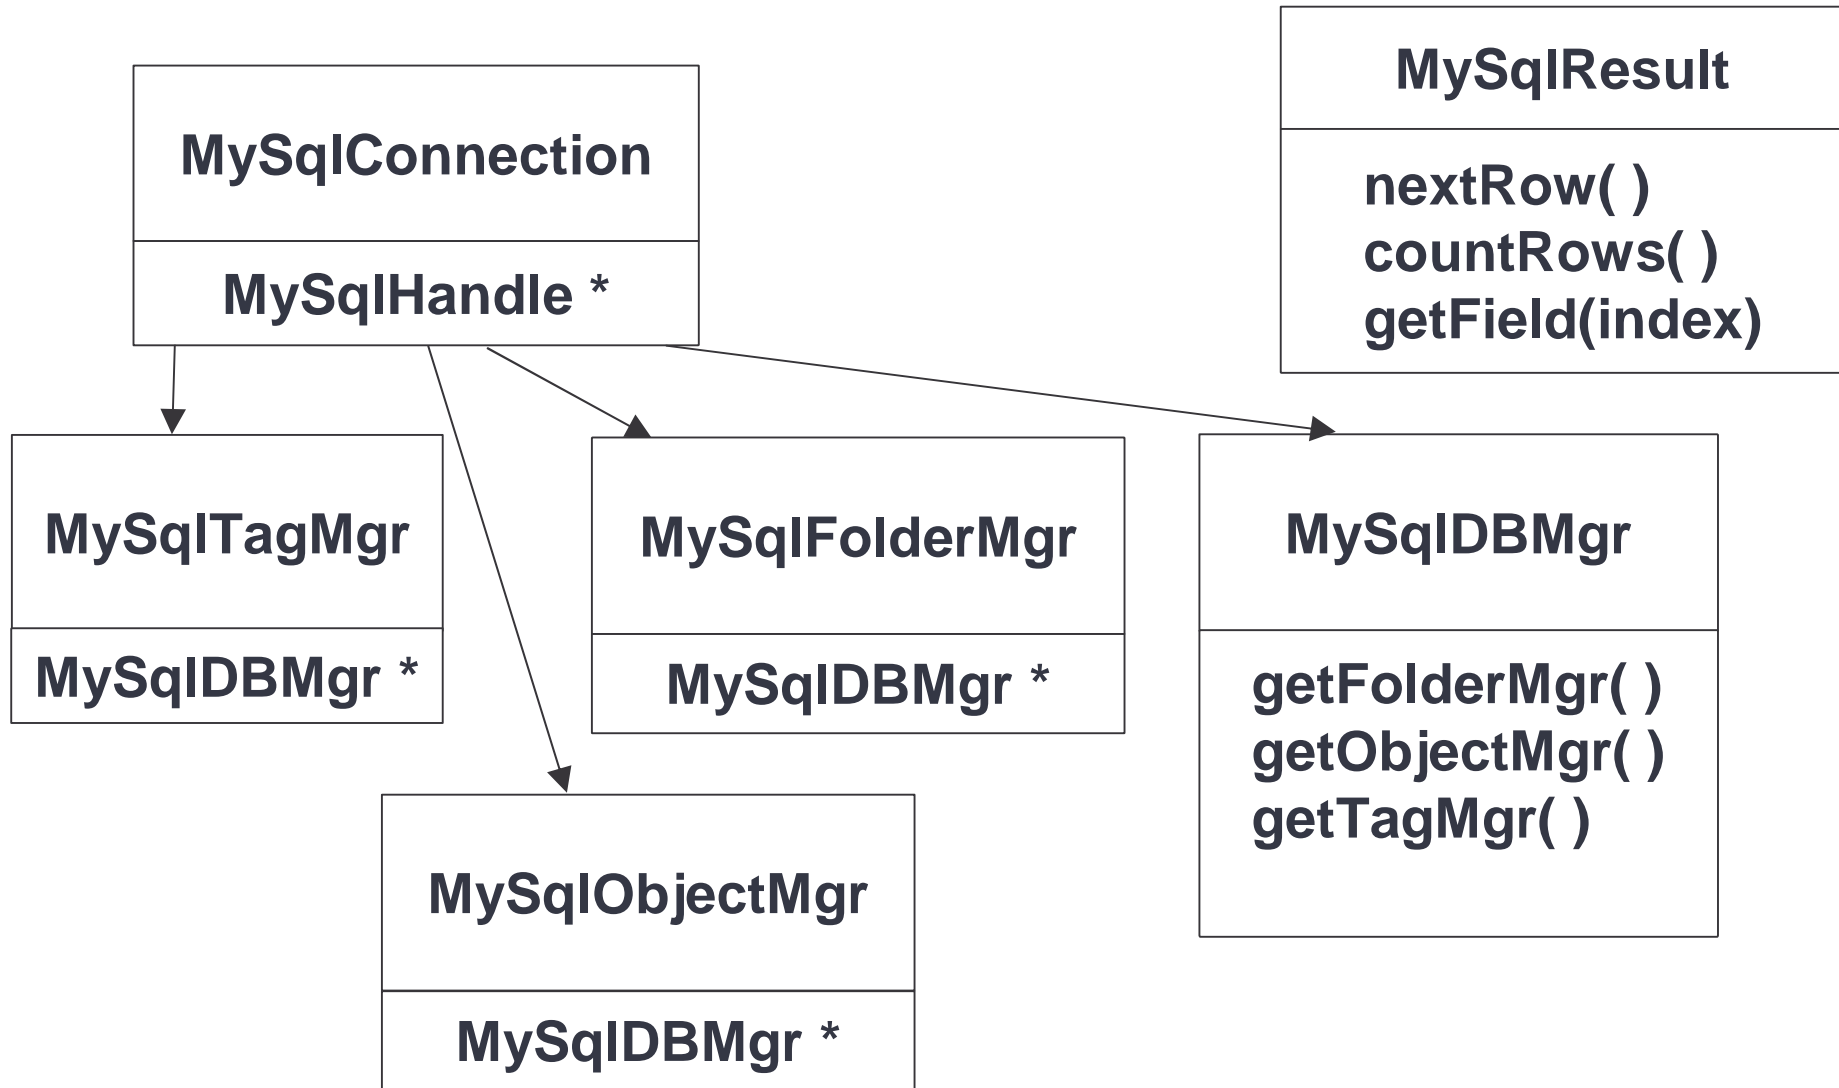 MySqlConnection
MySqlHandle *
MySqlResult
nextRow( )
countRows( )
getField(index)
MySqlTagMgr
MySqlDBMgr *
MySqlFolderMgr
MySqlDBMgr *
MySqlDBMgr
getFolderMgr( )
getObjectMgr( )
getTagMgr( )
MySqlObjectMgr
MySqlDBMgr *